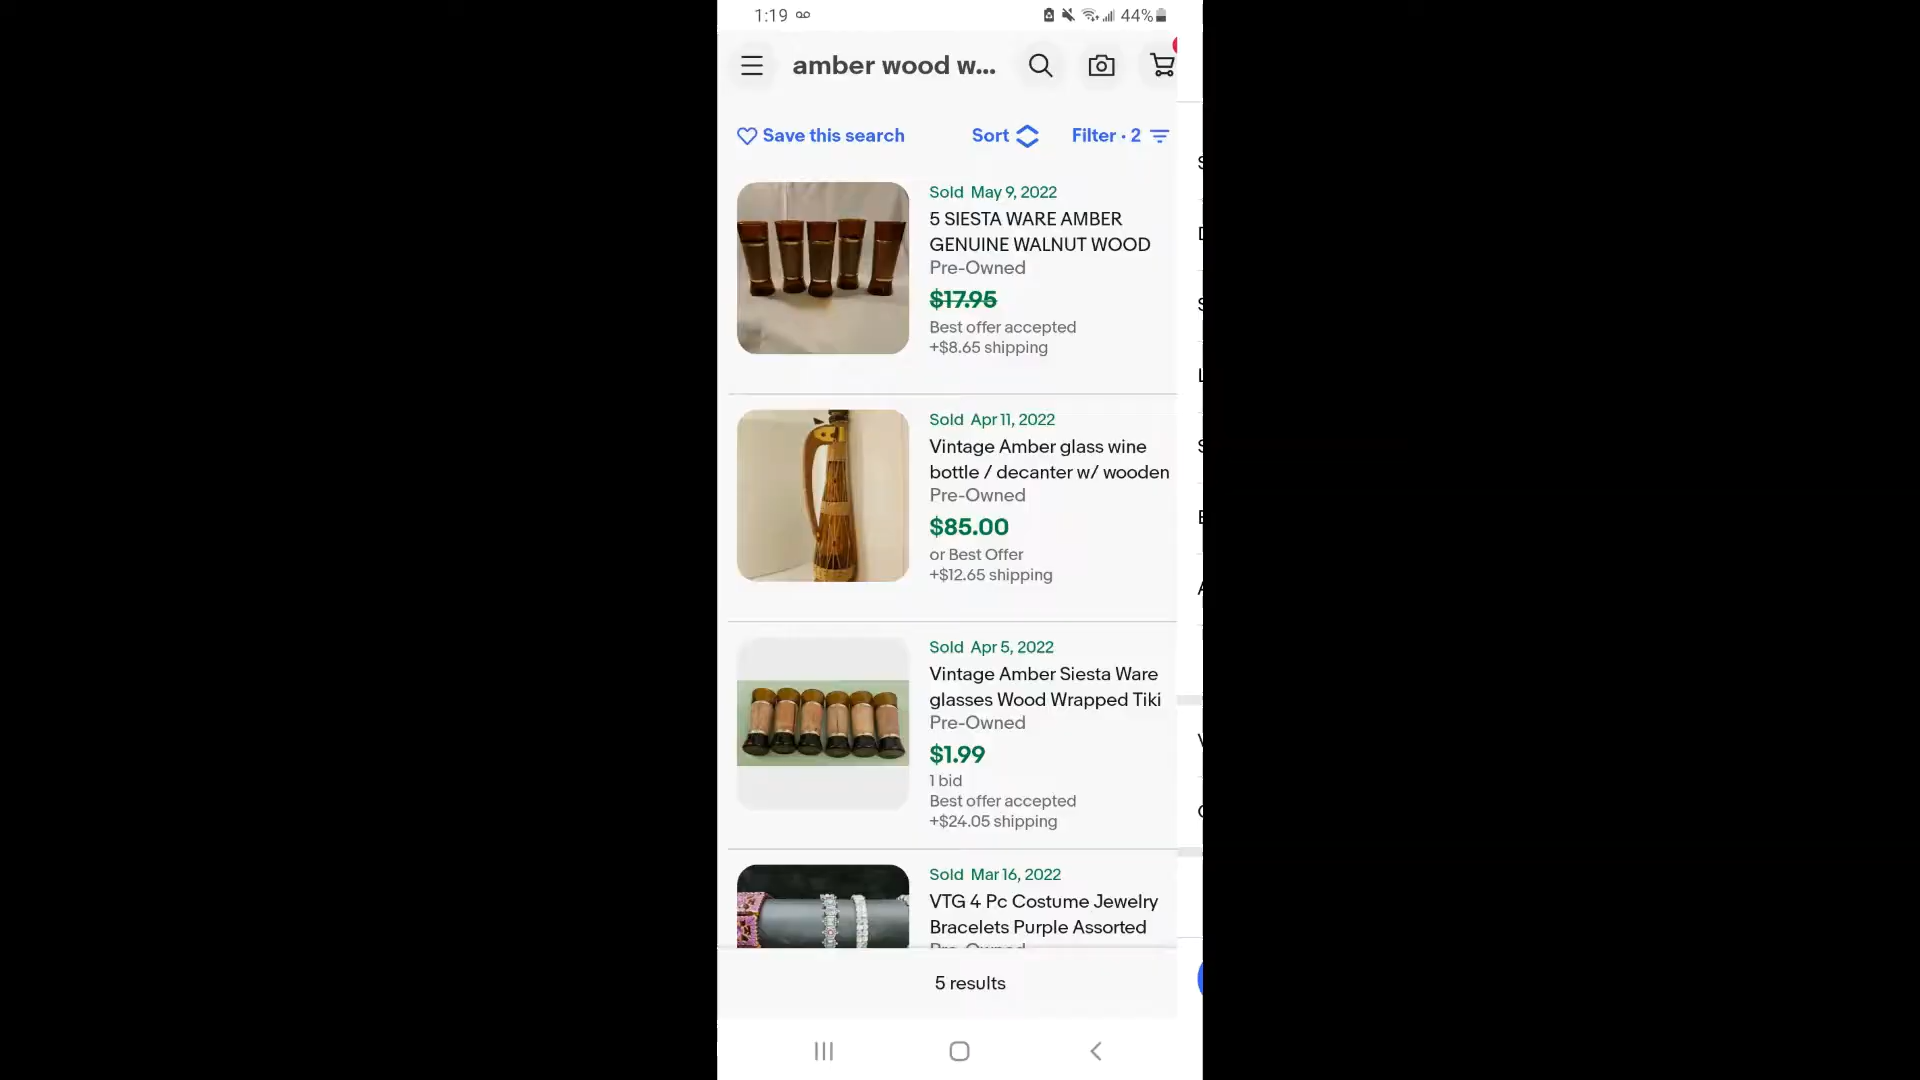 1:19
44%
amber wood w...
Save this search
Sort
Filter • 2
Sold May 9, 2022
5 SIESTA WARE AMBER
GENUINE WALNUT WOOD
Pre-Owned
$17.95
Best offer accepted
+$8.65 shipping
Sold Apr 11, 2022
Vintage Amber glass wine
bottle / decanter w/ wooden
Pre-Owned
$85.00
or Best Offer
+$12.65 shipping
Sold Apr 5, 2022
Vintage Amber Siesta Ware
glasses Wood Wrapped Tiki
Pre-Owned
$1.99
1 bid
Best offer accepted
+$24.05 shipping
Sold Mar 16, 2022
VTG 4 Pc Costume Jewelry
Bracelets Purple Assorted
Pre-Owned
5 results